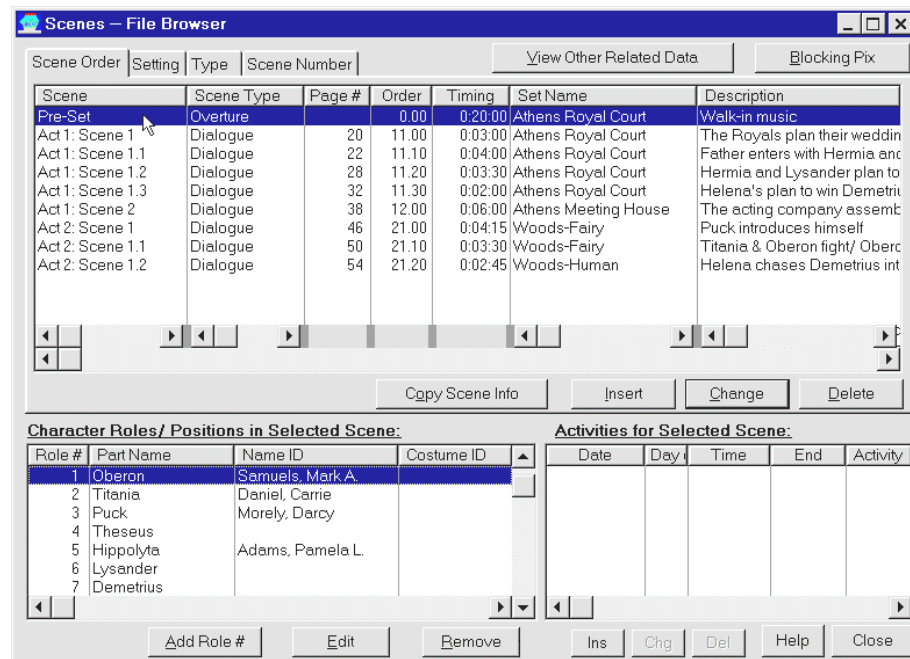 Scenes — File Browser
View Other Related Data Blocking Pix
Scene Order Setting Type Scene Number
Scene Scene Type Page # Order Timing Set Name Description
Pre-Set Overture 0.00 0:20:00 Athens Royal Court Walk-in music
Act 1: Scene 1 Dialogue 20 11.00 0:03:00 Athens Royal Court The Royals plan their weddin
Act 1: Scene 1.1 Dialogue 22 11.10 0:04:00 Athens Royal Court Father enters with Hermia and
Act 1: Scene 1.2 Dialogue 28 11.20 0:03:30 Athens Royal Court Hermia and Lysander plan to
Act 1: Scene 1.3 Dialogue 32 11.30 0:02:00 Athens Royal Court Helena's plan to win Demetriu
Act 1: Scene 2 Dialogue 38 12.00 0:06:00 Athens Meeting House The acting company assemb
Act 2: Scene 1 Dialogue 46 21.00 0:04:15 Woods-Fairy Puck introduces himself
Act 2: Scene 1.1 Dialogue 50 21.10 0:03:30 Woods-Fairy Titania & Oberon fight/ Obero
Act 2: Scene 1.2 Dialogue 54 21.20 0:02:45 Woods-Human Helena chases Demetrius int
Copy Scene Info Insert Change Delete
Character Roles/ Positions in Selected Scene: Activities for Selected Scene:
Role # Part Name Name ID Costume ID Date Day Time End Activity
1 Oberon Samuels, Mark A.
2 Titania Daniel, Carrie
3 Puck Morely, Darcy
4 Theseus
5 Hippolyta Adams, Pamela L.
6 Lysander
7 Demetrius
Add Role # Edit Remove Ins Chg Del Help Close